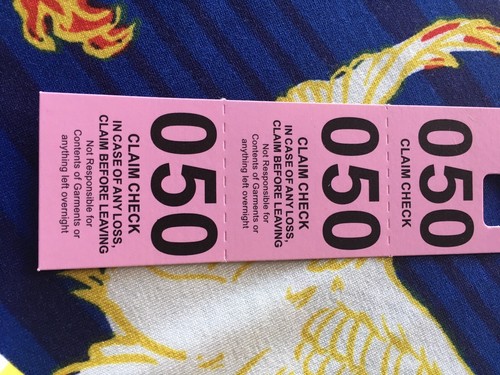 050
CLAIM CHECK
IN CASE OF ANY LOSS,
CLAIM BEFORE LEAVING
Not Responsible for
Contents of Garments or
anything left overnight
050
CLAIM CHECK
IN CASE OF ANY LOSS,
CLAIM BEFORE LEAVING
Not Responsible for
Contents of Garments or
anything left overnight
050
CLAIM CHECK